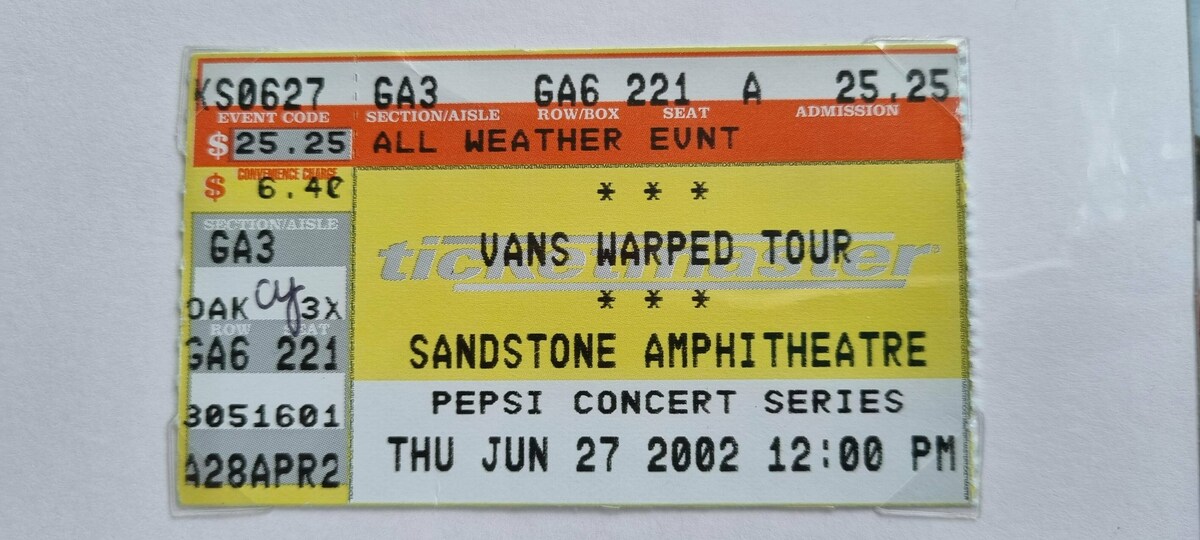 KS0627 GA3 GA6 221 A 25.25
EVENT CODE SECTION/AISLE ROW/BOX SEAT ADMISSION
$ 25.25 ALL WEATHER EVNT
CONVENIENCE CHARGE
$ 6.40
* * *
SECTION/AISLE
GA3
ticketmaster
VANS WARPED TOUR
* * *
OAK cy 3X
ROW SEAT
GA6 221
SANDSTONE AMPHITHEATRE
PEPSI CONCERT SERIES
3051601
A28APR2
THU JUN 27 2002 12:00 PM